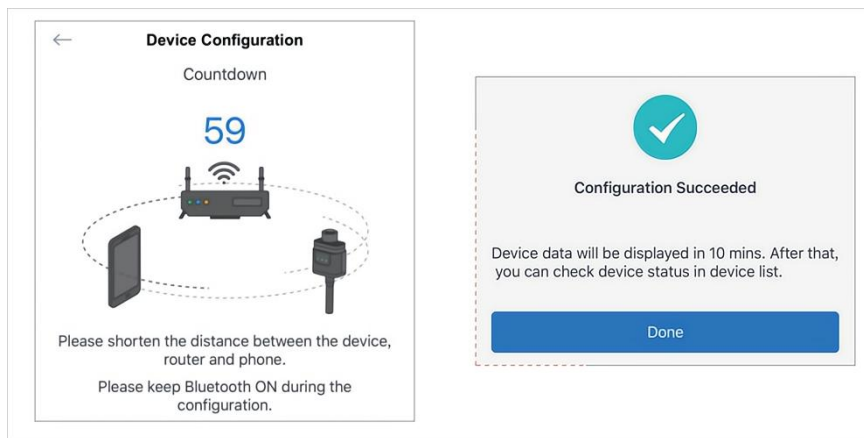 Device Configuration
Countdown
59
Please shorten the distance between the device,
router and phone.
Please keep Bluetooth ON during the
configuration.
Configuration Succeeded
Device data will be displayed in 10 mins. After that,
you can check device status in device list.
Done